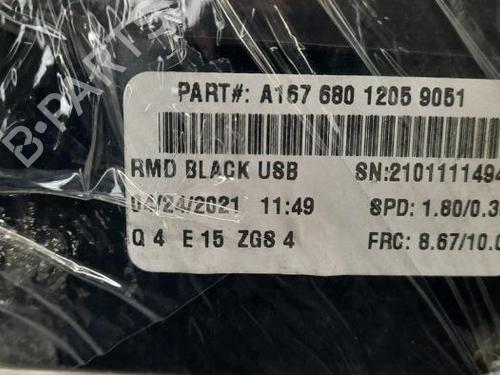 PART#: A167 680 1205 9051
RMD BLACK USB SN:2101111494
04/24/2021 11:49 SPD: 1.80/0.3
Q 4 E 15 ZGS 4 FRC: 8.67/10.0
B-PARTS